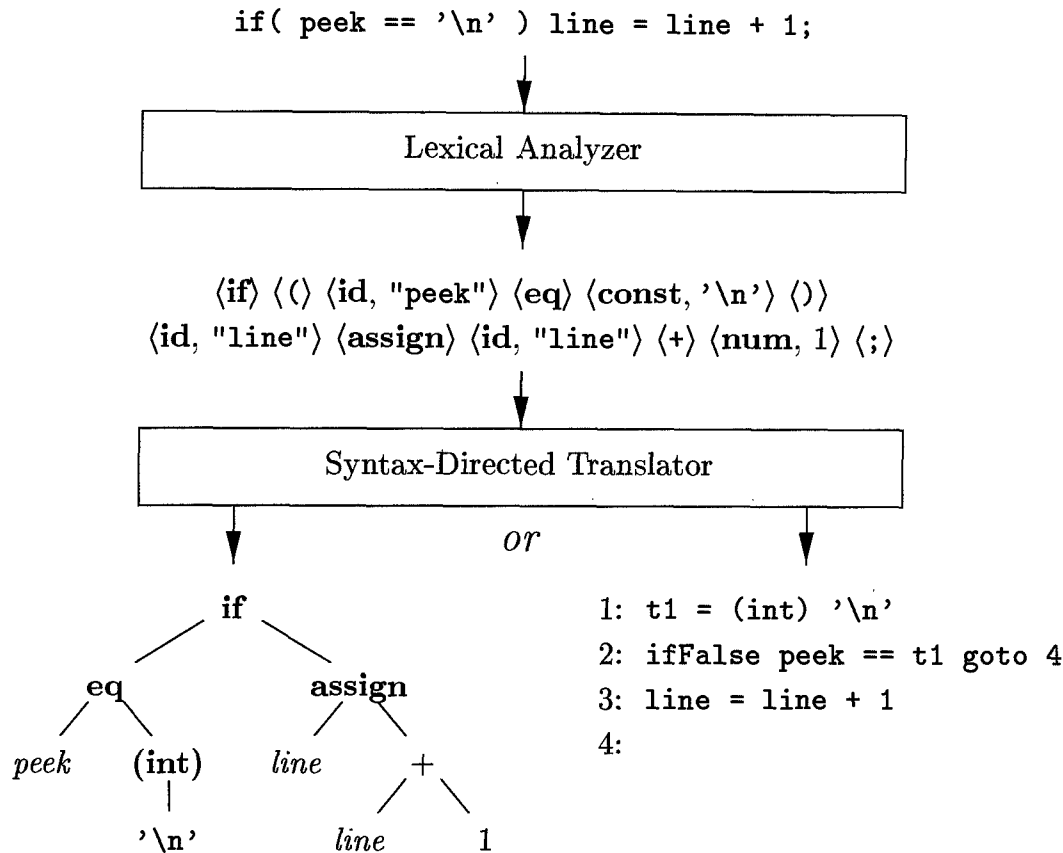 if( peek == ’\n’ ) line = line + 1;
Lexical Analyzer
⟨if⟩ ⟨(⟩ ⟨id, "peek"⟩ ⟨eq⟩ ⟨const, ’\n’⟩ ⟨)⟩
⟨id, "line"⟩ ⟨assign⟩ ⟨id, "line"⟩ ⟨+⟩ ⟨num, 1⟩ ⟨;⟩
Syntax-Directed Translator
or
if
eq assign
peek (int) line +
’\n’ line 1
1: t1 = (int) ’\n’
2: ifFalse peek == t1 goto 4
3: line = line + 1
4: